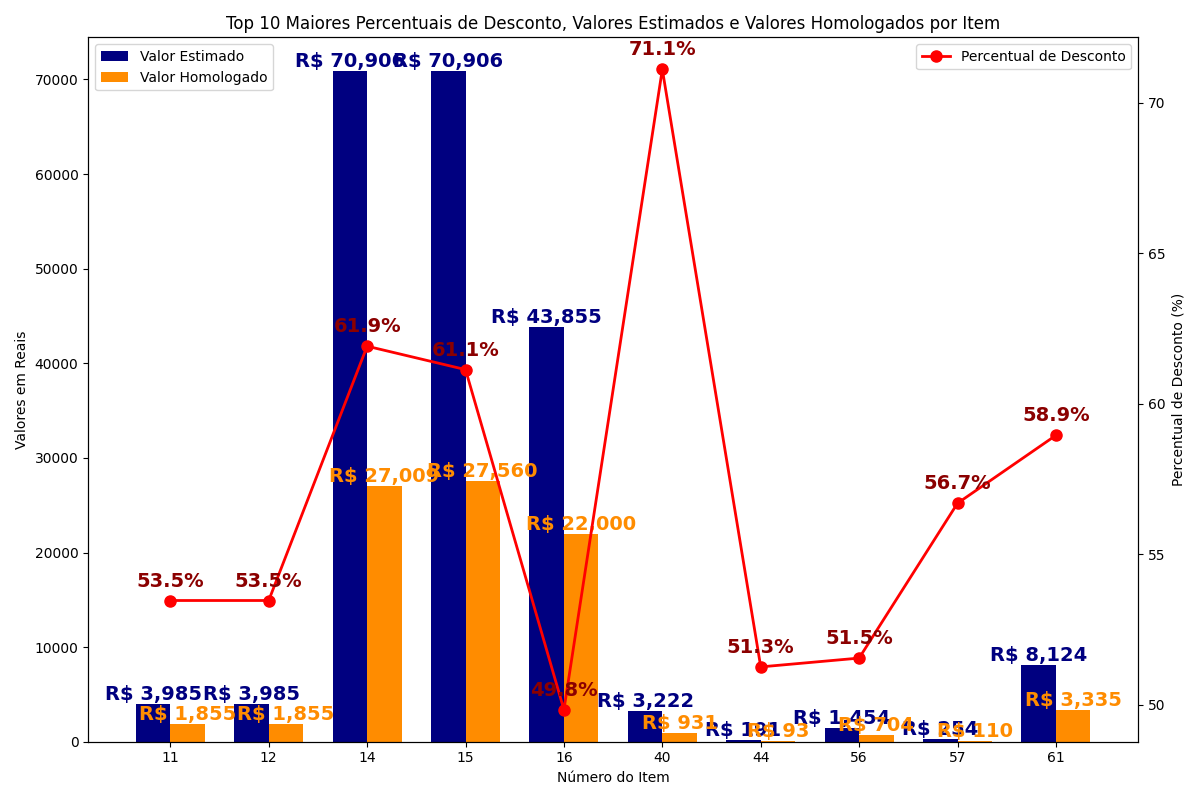 Top 10 Maiores Percentuais de Desconto, Valores Estimados e Valores Homologados por Item
Valor Estimado
Valor Homologado
Percentual de Desconto
Valores em Reais
70000
60000
50000
40000
30000
20000
10000
0
R$ 3,985
R$ 3,985
R$ 70,906
R$ 70,906
R$ 43,855
R$ 3,222
R$ 191
R$ 1,454
R$ 254
R$ 8,124
R$ 1,855
R$ 1,855
R$ 27,009
R$ 27,560
R$ 22,000
R$ 931
R$ 93
R$ 704
R$ 110
R$ 3,335
53.5%
53.5%
61.9%
61.1%
49.8%
71.1%
51.3%
51.5%
56.7%
58.9%
70
65
60
55
50
Percentual de Desconto (%)
11 12 14 15 16 40 44 56 57 61
Número do Item